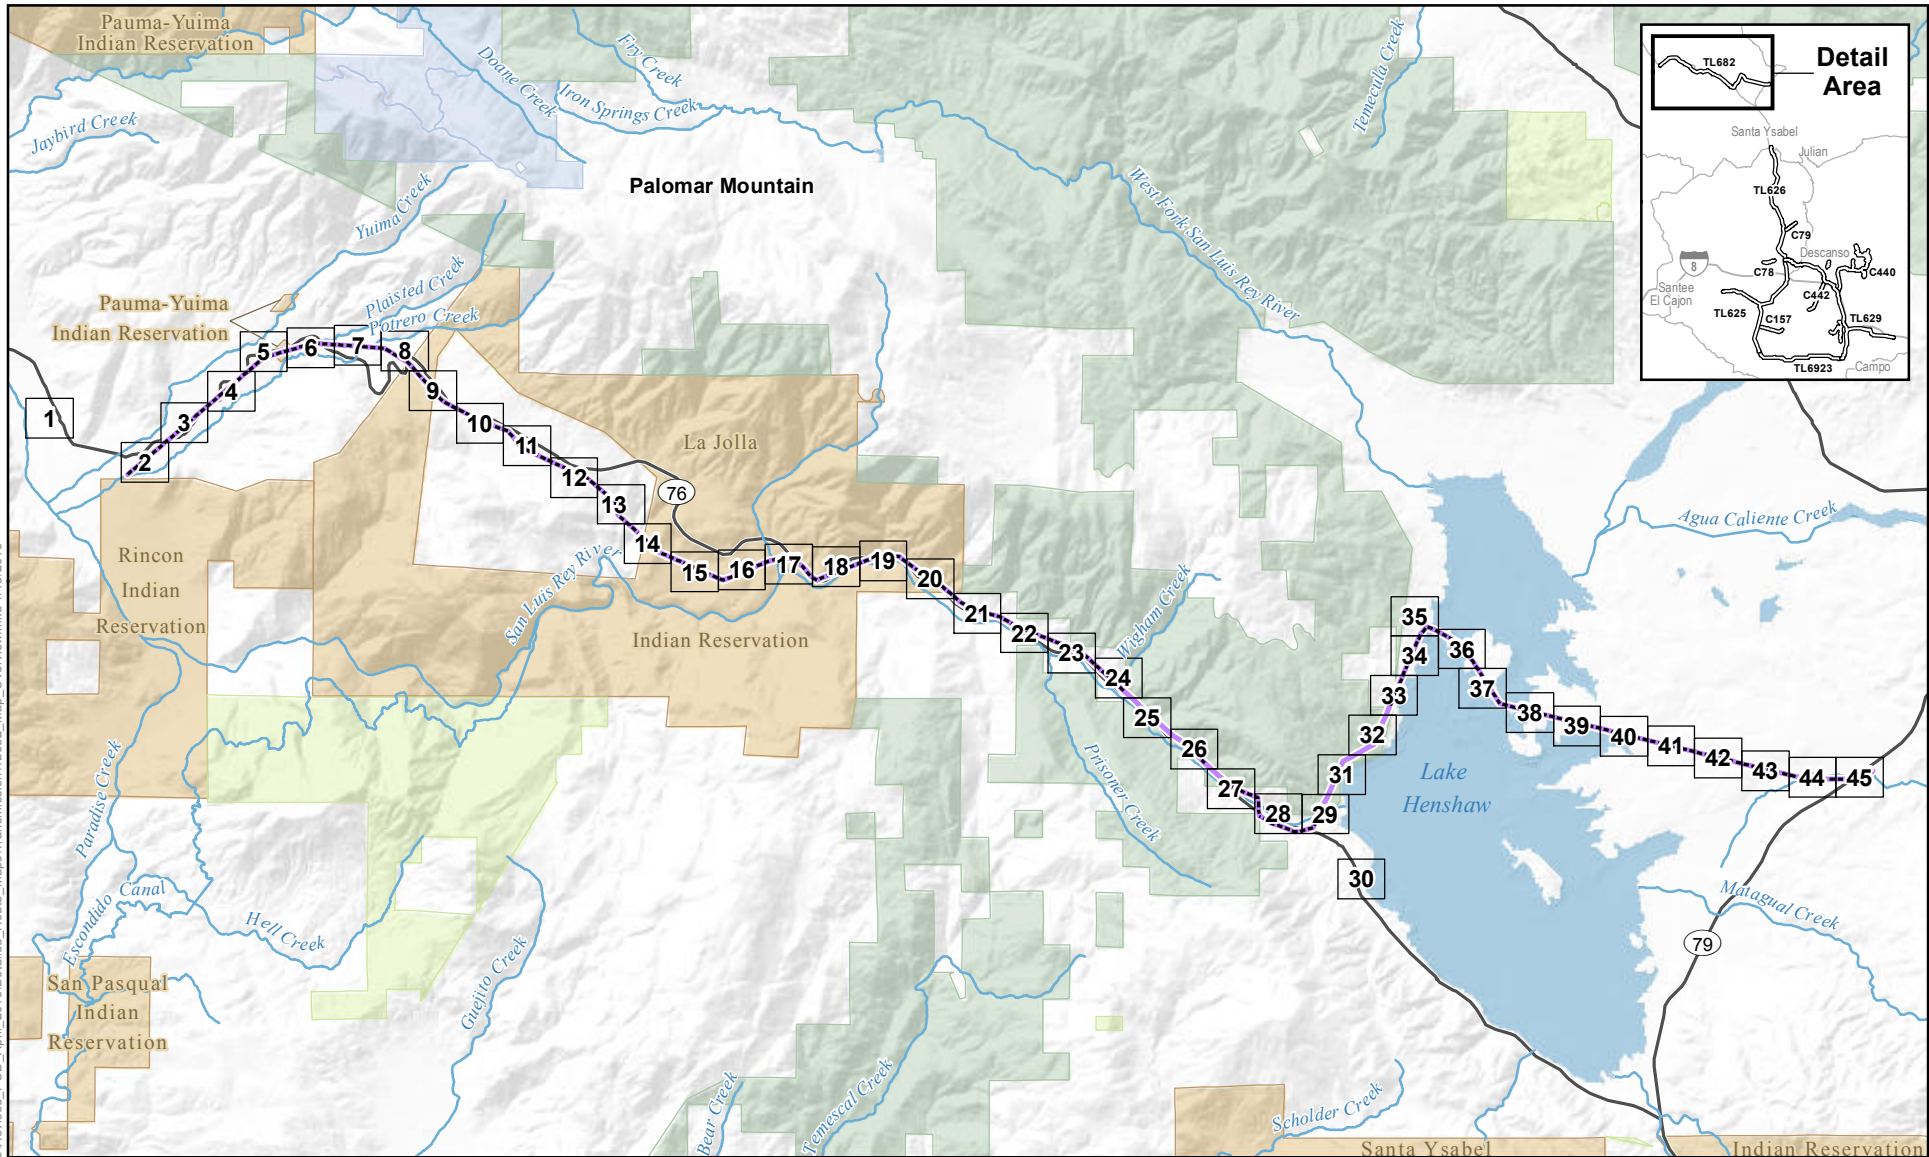 Pauma-Yuima
Indian Reservation
Doane Creek
Fry Creek
Iron Springs Creek
Temecula Creek
Jaybird Creek
Palomar Mountain
Yuima Creek
West Fork San Luis Rey River
Plaisted Creek
Potrero Creek
Pauma-Yuima
Indian Reservation
Detail
Area
TL682
Santa Ysabel
Julian
TL626
C79
Descanso
8
C78
C440
Santee
El Cajon
C442
TL625
C157
TL629
TL6923
Campo
1
2
3
4
5
6
7
8
9
10
11
12
13
14
15
16
17
18
19
20
21
22
23
24
25
26
27
28
29
30
31
32
33
34
35
36
37
38
39
40
41
42
43
44
45
La Jolla
76
Agua Caliente Creek
Rincon
Indian
Reservation
San Luis Rey River
Indian Reservation
Wigham Creek
Prisoner Creek
Lake
Henshaw
Paradise Creek
Escondido Canal
Hell Creek
Guejito Creek
Matagual Creek
79
San Pasqual
Indian
Reservation
Bear Creek
Temescal Creek
Scholder Creek
Santa Ysabel
Indian Reservation